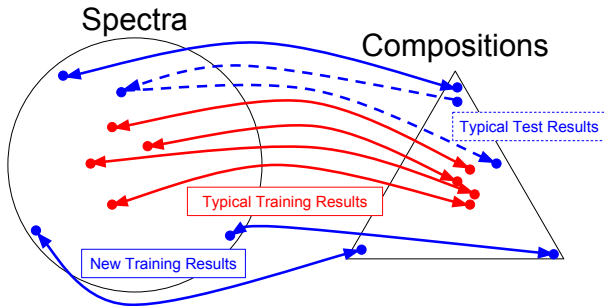 Spectra
Compositions
Typical Test Results
Typical Training Results
New Training Results